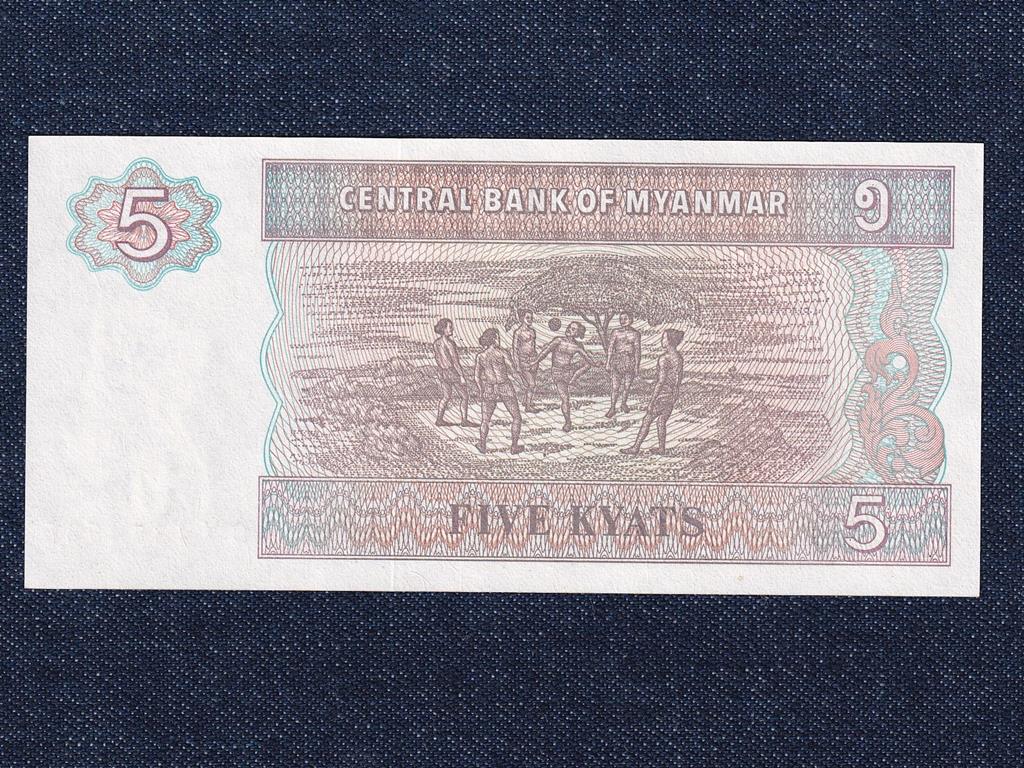 5
CENTRAL BANK OF MYANMAR ၅
FIVE KYATS 5